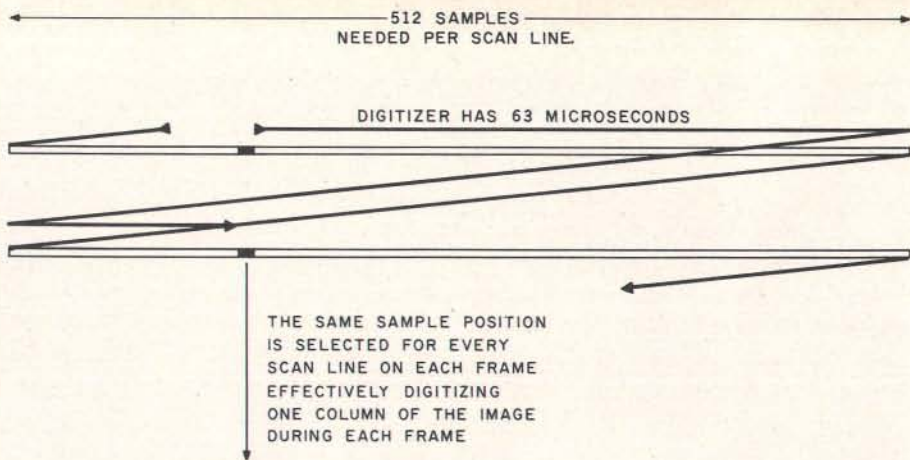 512 SAMPLES
NEEDED PER SCAN LINE.
DIGITIZER HAS 63 MICROSECONDS
THE SAME SAMPLE POSITION
IS SELECTED FOR EVERY
SCAN LINE ON EACH FRAME
EFFECTIVELY DIGITIZING
ONE COLUMN OF THE IMAGE
DURING EACH FRAME